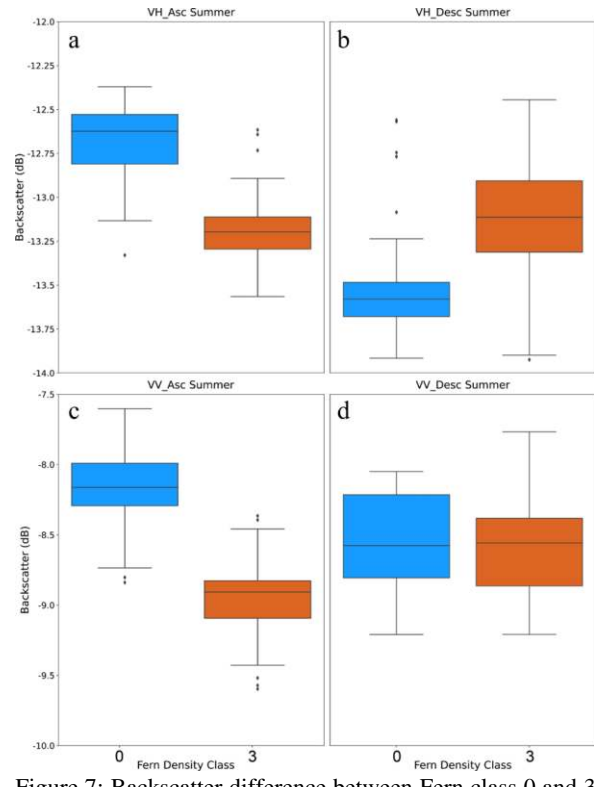 VH_Asc Summer
VH_Desc Summer
a
b
-12.0
-12.25
-12.5
-12.75
-13.0
-13.25
-13.5
-13.75
-14.0
Backscatter (dB)
VV_Asc Summer
VV_Desc Summer
c
d
-7.5
-8.0
-8.5
-9.0
-9.5
-10.0
Backscatter (dB)
0
3
0
3
Fern Density Class
Fern Density Class
Figure 7: Backscatter difference between Fern class 0 and 3